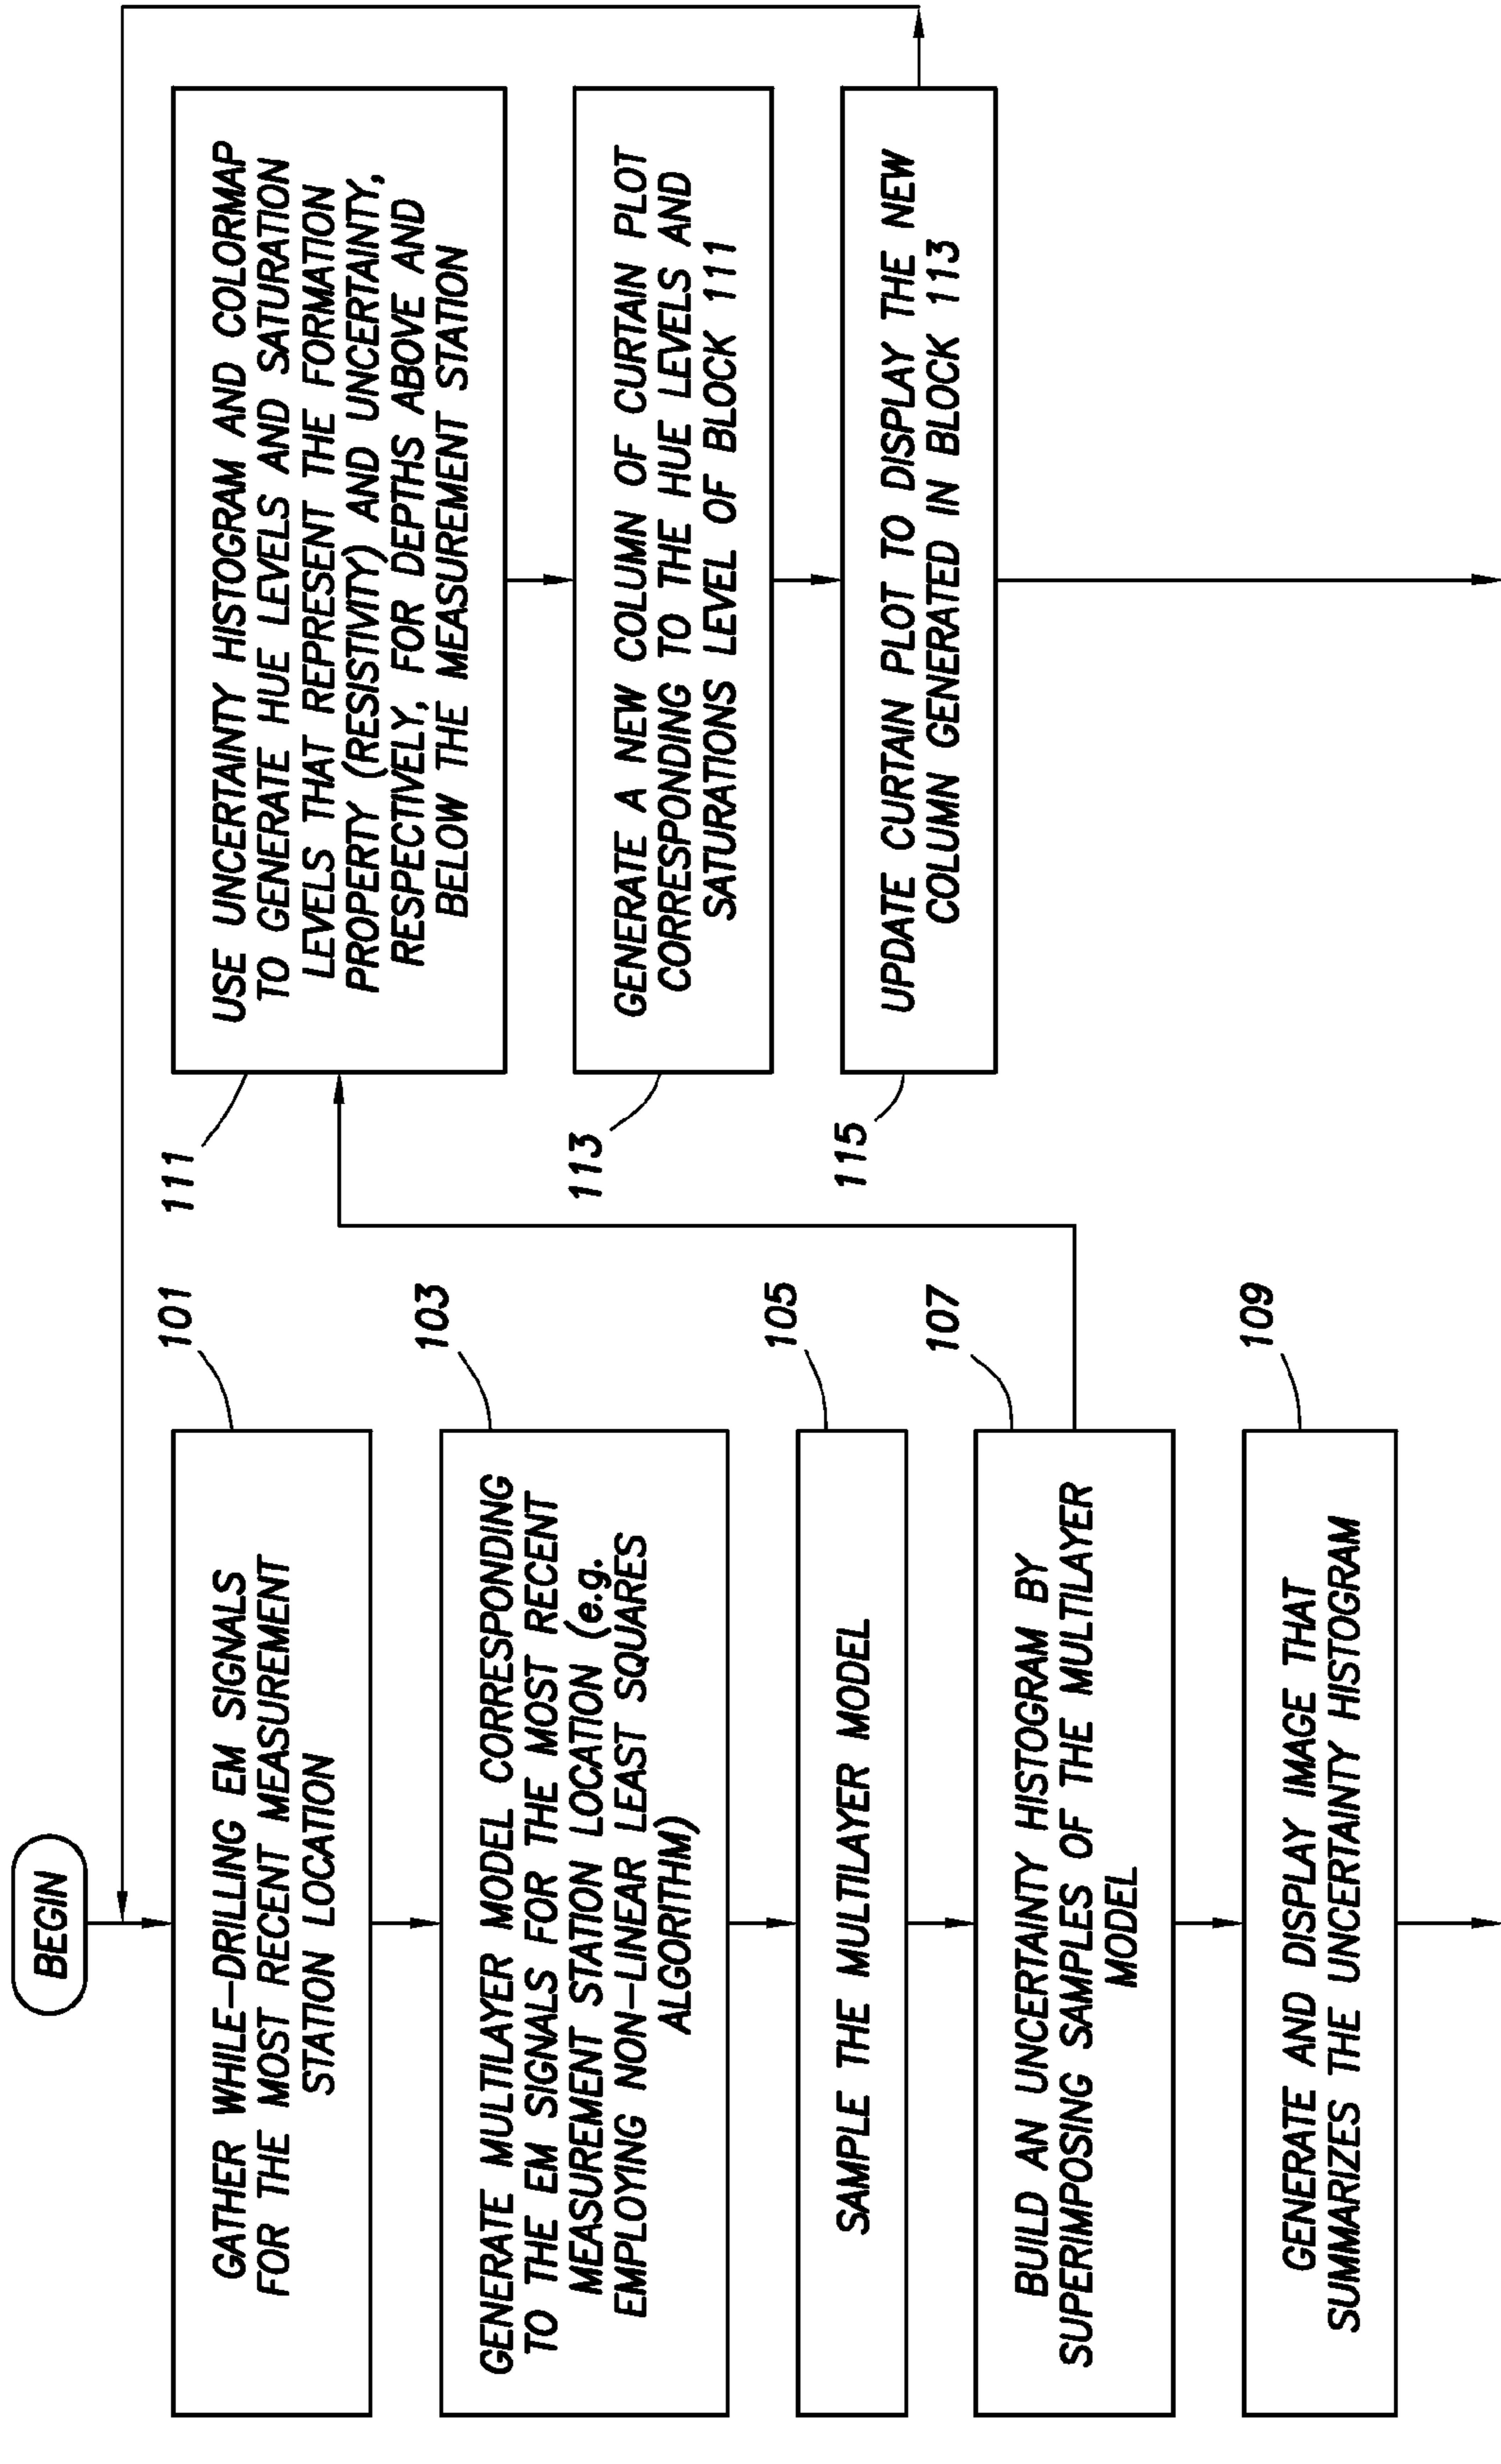 BEGIN
101
GATHER WHILE-DRILLING EM SIGNALS
FOR THE MOST RECENT MEASUREMENT
STATION LOCATION
103
GENERATE MULTILAYER MODEL CORRESPONDING
TO THE EM SIGNALS FOR THE MOST RECENT
MEASUREMENT STATION LOCATION (e.g.
EMPLOYING NON-LINEAR LEAST SQUARES
ALGORITHM)
105
SAMPLE THE MULTILAYER MODEL
107
BUILD AN UNCERTAINTY HISTOGRAM BY
SUPERIMPOSING SAMPLES OF THE MULTILAYER
MODEL
109
GENERATE AND DISPLAY IMAGE THAT
SUMMARIZES THE UNCERTAINTY HISTOGRAM
111
USE UNCERTAINTY HISTOGRAM AND COLORMAP
TO GENERATE HUE LEVELS AND SATURATION
LEVELS THAT REPRESENT THE FORMATION
PROPERTY (RESISTIVITY) AND UNCERTAINTY,
RESPECTIVELY, FOR DEPTHS ABOVE AND
BELOW THE MEASUREMENT STATION
113
GENERATE A NEW COLUMN OF CURTAIN PLOT
CORRESPONDING TO THE HUE LEVELS AND
SATURATIONS LEVEL OF BLOCK 111
115
UPDATE CURTAIN PLOT TO DISPLAY THE NEW
COLUMN GENERATED IN BLOCK 113